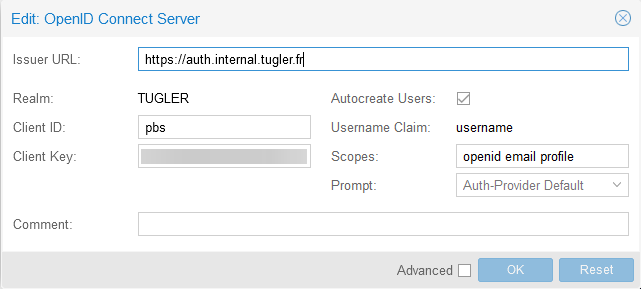 Edit: OpenID Connect Server
Issuer URL: https://auth.internal.tugler.fr
Realm: TUGLER Autocreate Users:
Client ID: pbs Username Claim: username
Client Key: Scopes: openid email profile
Prompt: Auth-Provider Default
Comment:
Advanced OK Reset